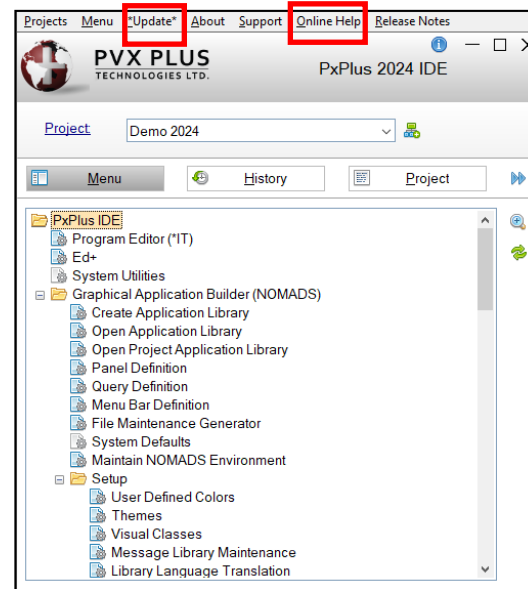 Projects Menu *Update* About Support Online Help Release Notes
PVX PLUS
TECHNOLOGIES LTD.
PxPlus 2024 IDE
Project Demo 2024
Menu History Project
PxPlus IDE
Program Editor (*IT)
Ed+
System Utilities
Graphical Application Builder (NOMADS)
Create Application Library
Open Application Library
Open Project Application Library
Panel Definition
Query Definition
Menu Bar Definition
File Maintenance Generator
System Defaults
Maintain NOMADS Environment
Setup
User Defined Colors
Themes
Visual Classes
Message Library Maintenance
Library Language Translation